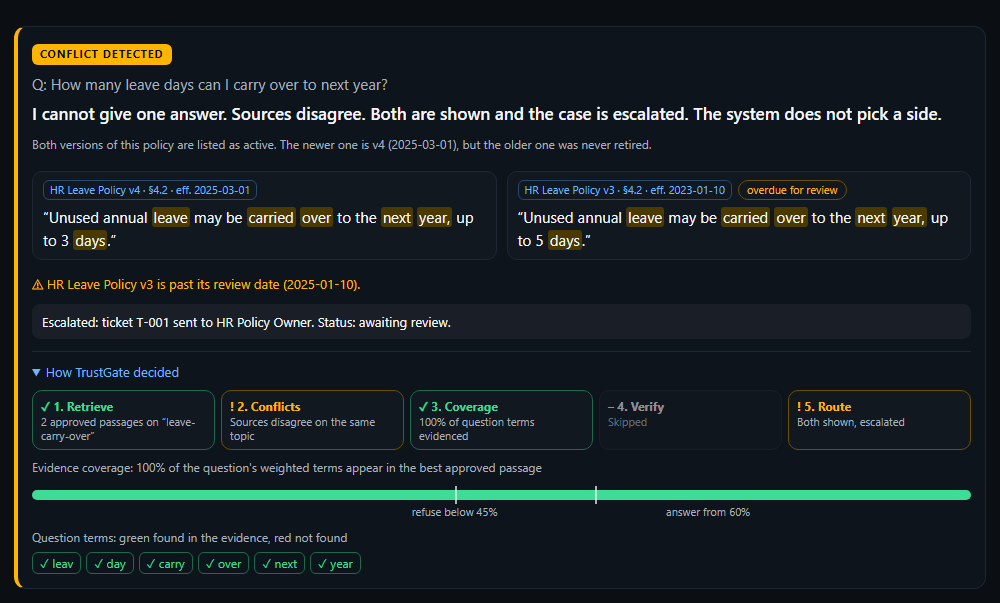 CONFLICT DETECTED
Q: How many leave days can I carry over to next year?
I cannot give one answer. Sources disagree. Both are shown and the case is escalated. The system does not pick a side.
Both versions of this policy are listed as active. The newer one is v4 (2025-03-01), but the older one was never retired.
HR Leave Policy v4 · §4.2 · eff. 2025-03-01
“Unused annual leave may be carried over to the next year, up
to 3 days.”
HR Leave Policy v3 · §4.2 · eff. 2023-01-10
overdue for review
“Unused annual leave may be carried over to the next year, up
to 5 days.”
⚠ HR Leave Policy v3 is past its review date (2025-01-10).
Escalated: ticket T-001 sent to HR Policy Owner. Status: awaiting review.
▼ How TrustGate decided
✓ 1. Retrieve
2 approved passages on “leave-
carry-over”
! 2. Conflicts
Sources disagree on the same
topic
✓ 3. Coverage
100% of question terms
evidenced
– 4. Verify
Skipped
! 5. Route
Both shown, escalated
Evidence coverage: 100% of the question's weighted terms appear in the best approved passage
refuse below 45%
answer from 60%
Question terms: green found in the evidence, red not found
✓ leav
✓ day
✓ carry
✓ over
✓ next
✓ year